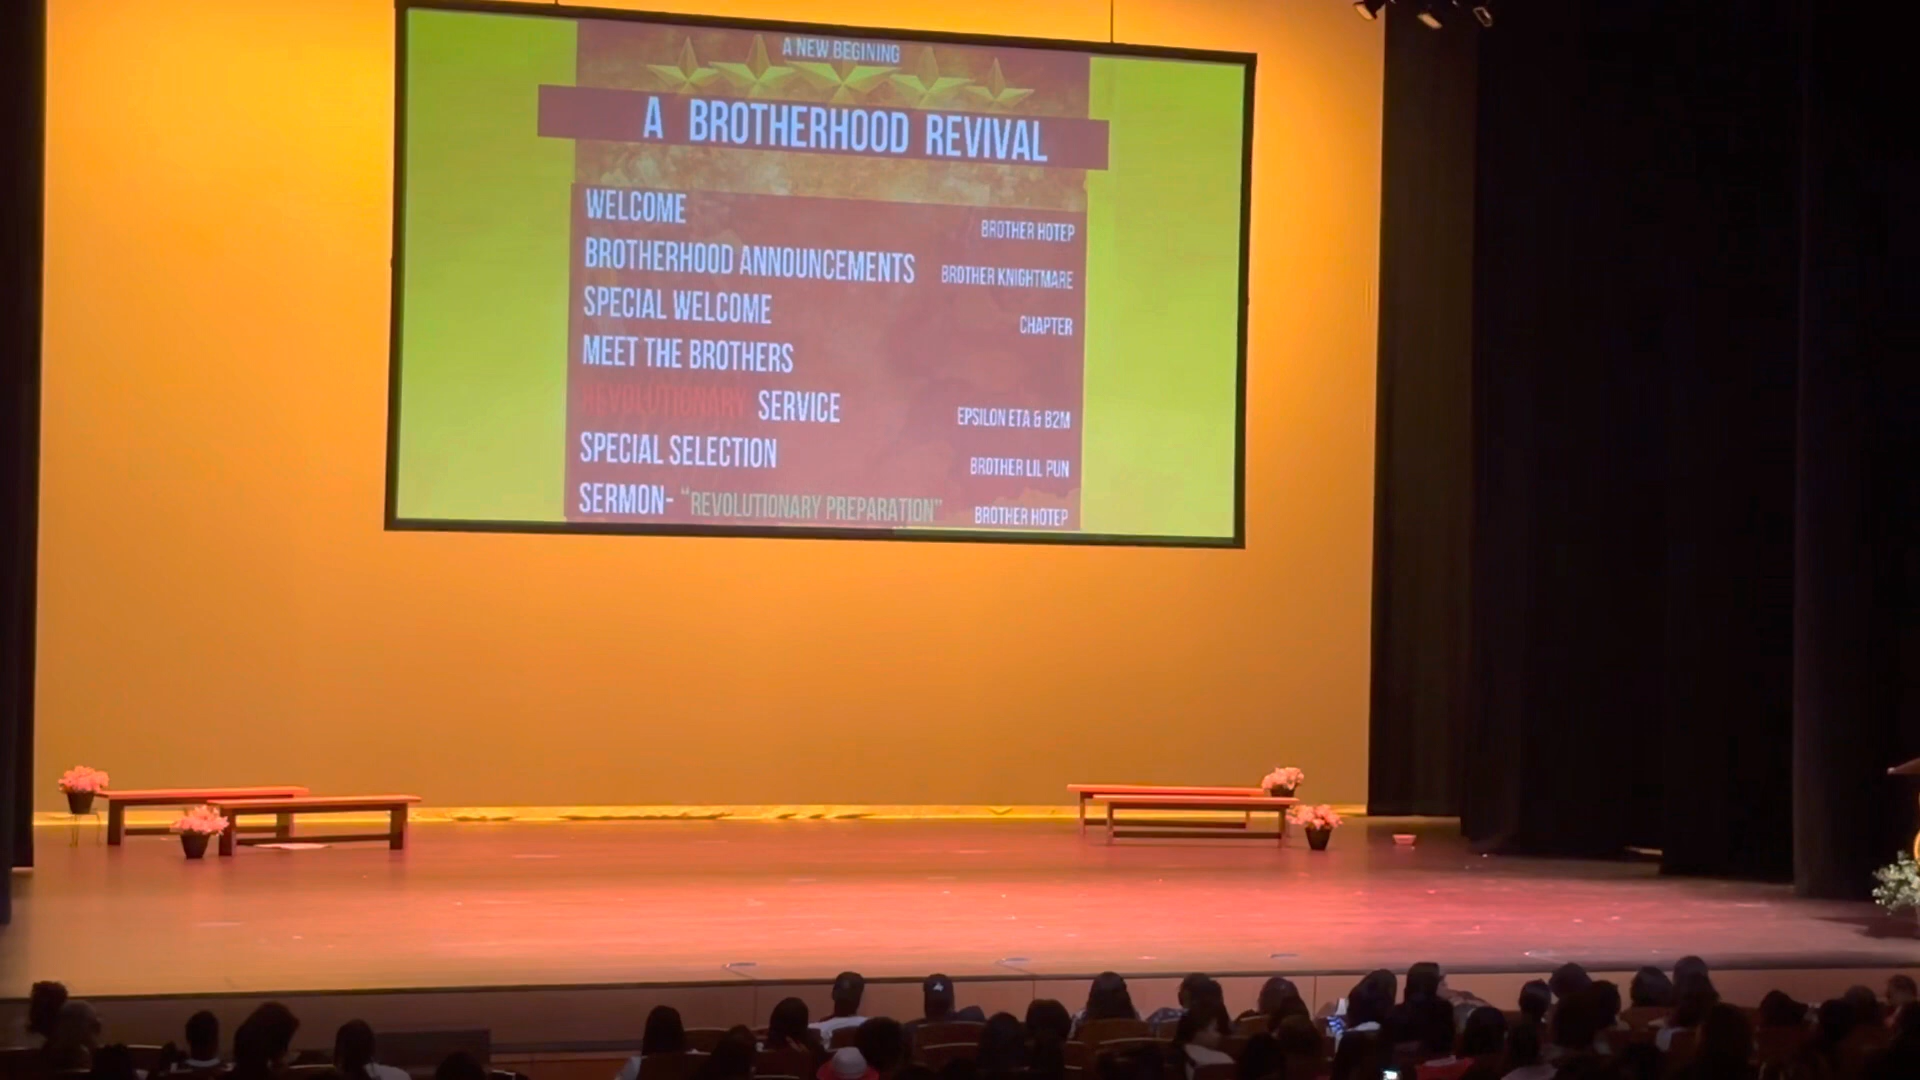 A NEW BEGINING
A BROTHERHOOD REVIVAL
WELCOME BROTHER HOTEP
BROTHERHOOD ANNOUNCEMENTS BROTHER KNIGHTMARE
SPECIAL WELCOME CHAPTER
MEET THE BROTHERS
REVOLUTIONARY SERVICE EPSILON ETA & B2M
SPECIAL SELECTION BROTHER LIL PUN
SERMON- "REVOLUTIONARY PREPARATION" BROTHER HOTEP